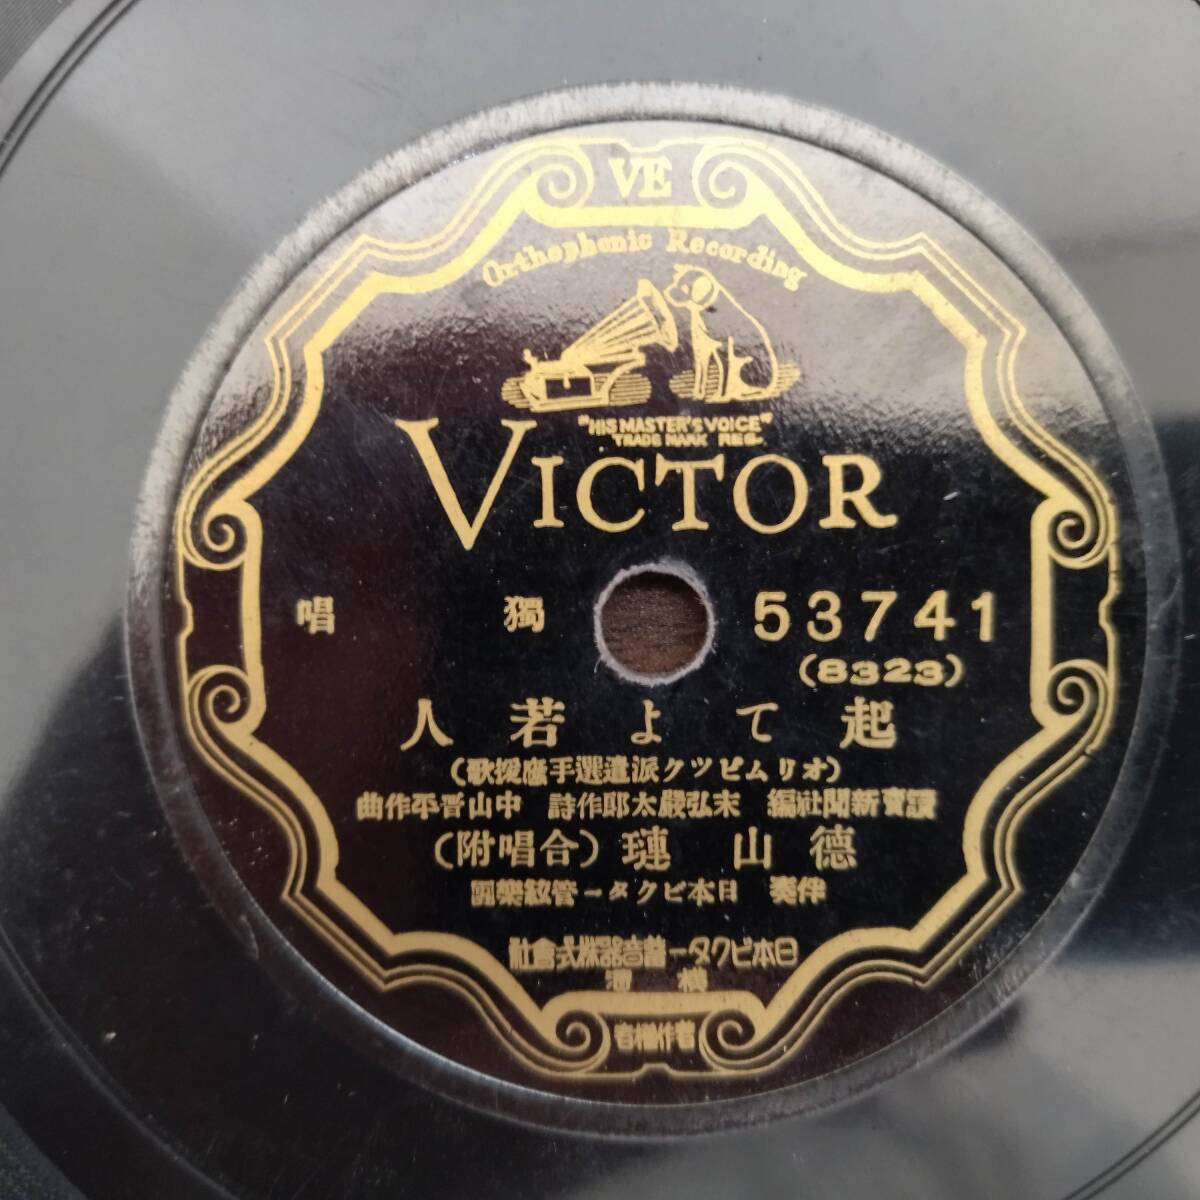 VE
Orthophonic Recording
"HIS MASTER'S VOICE"
TRADE MARK REG.
VICTOR
獨唱
53741
(8323)
起てよ若人
(オリムピツク派遣選手應援歌)
讀賣新聞社編 末弘嚴太郎作詩 中山晋平作曲
德山璉 (合唱附)
伴奏 日本ビクター管絃樂團
日本ビクター蓄音器株式會社
横濱
著作權者